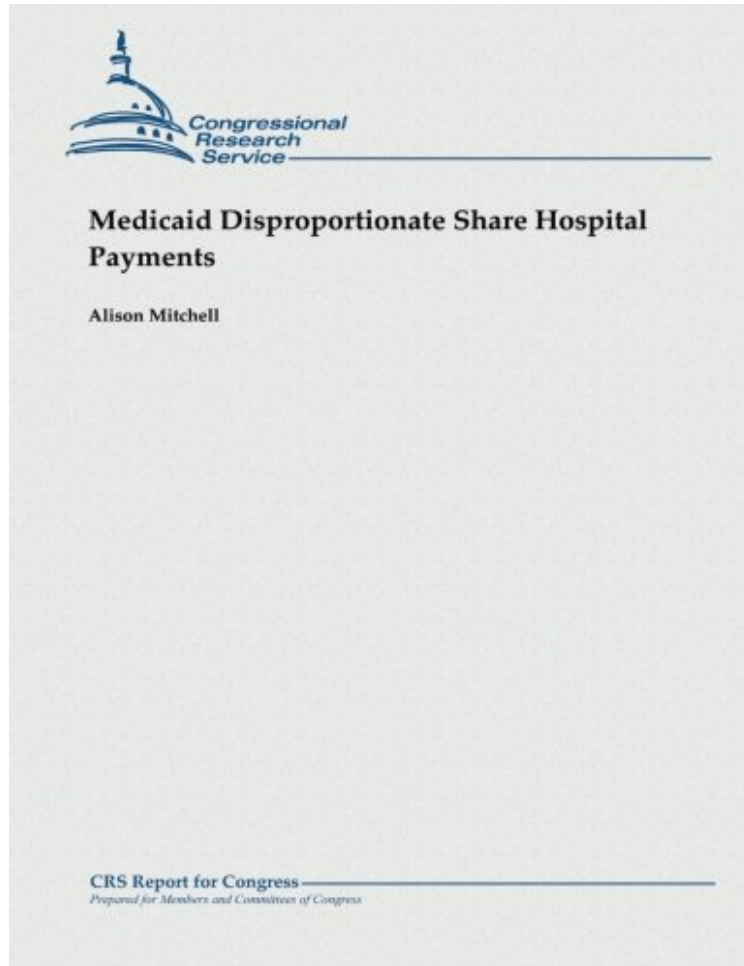 Congressional
Research
Service
Medicaid Disproportionate Share Hospital
Payments
Alison Mitchell
CRS Report for Congress
Prepared for Members and Committees of Congress